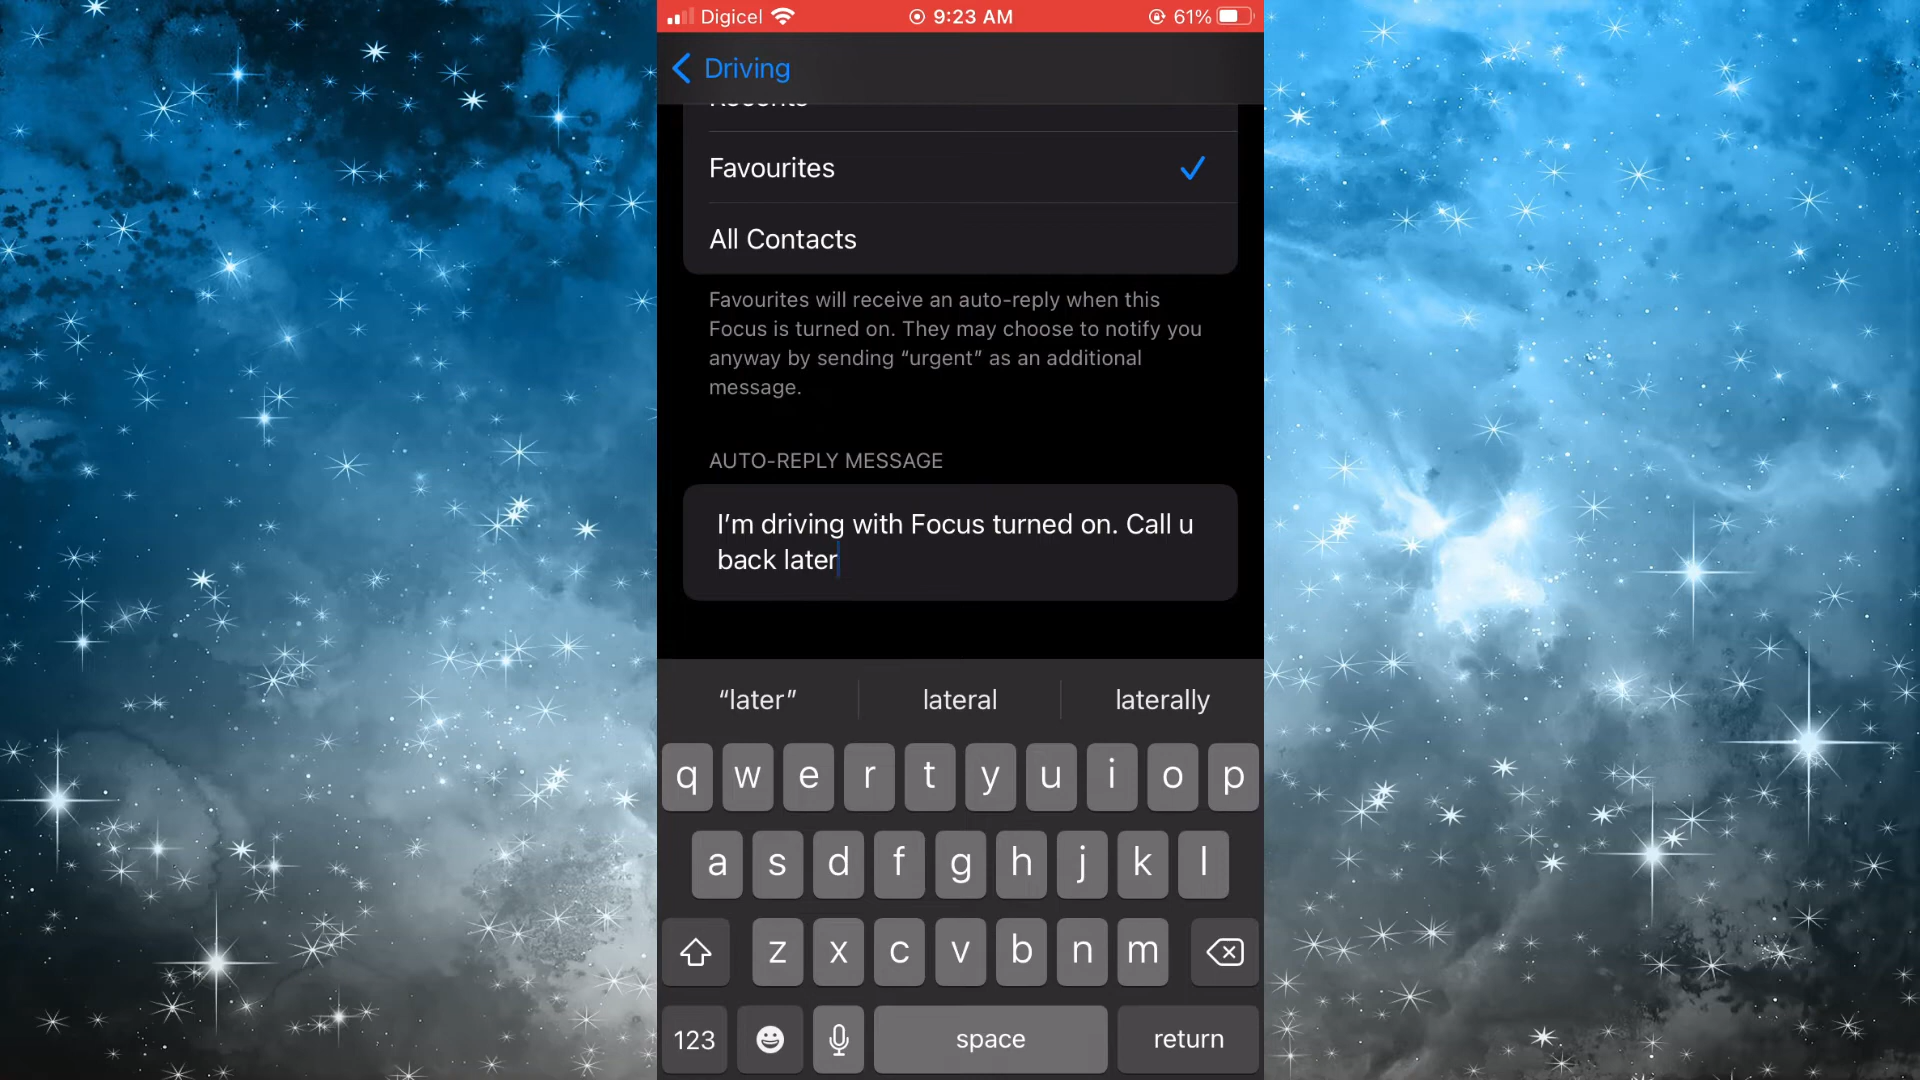 Digicel 9:23 AM 61%
Driving
Recents
Favourites
All Contacts
Favourites will receive an auto-reply when this
Focus is turned on. They may choose to notify you
anyway by sending “urgent” as an additional
message.
AUTO-REPLY MESSAGE
I’m driving with Focus turned on. Call u
back later
“later” lateral laterally
q w e r t y u i o p
a s d f g h j k l
z x c v b n m
123 space return